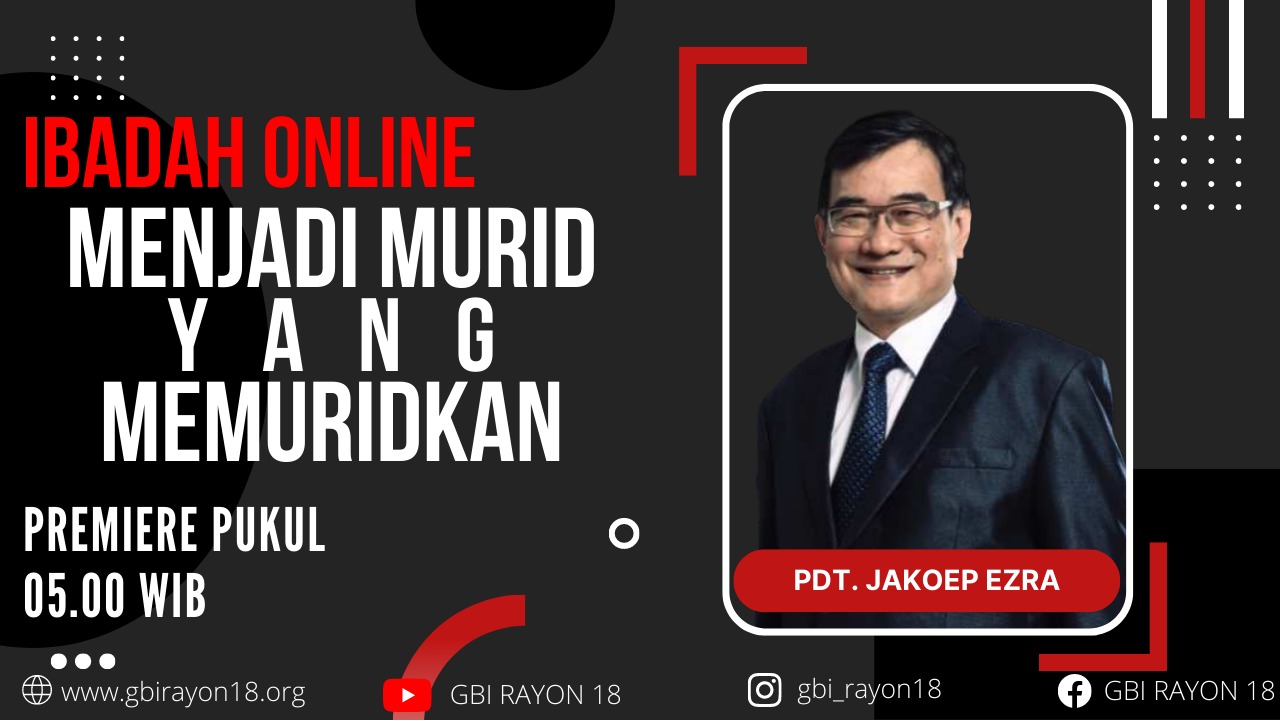 IBADAH ONLINE
MENJADI MURID
Y A N G
MEMURIDKAN
PREMIERE PUKUL
05.00 WIB
PDT. JAKOEP EZRA
www.gbirayon18.org
GBI RAYON 18
gbi_rayon18
GBI RAYON 18